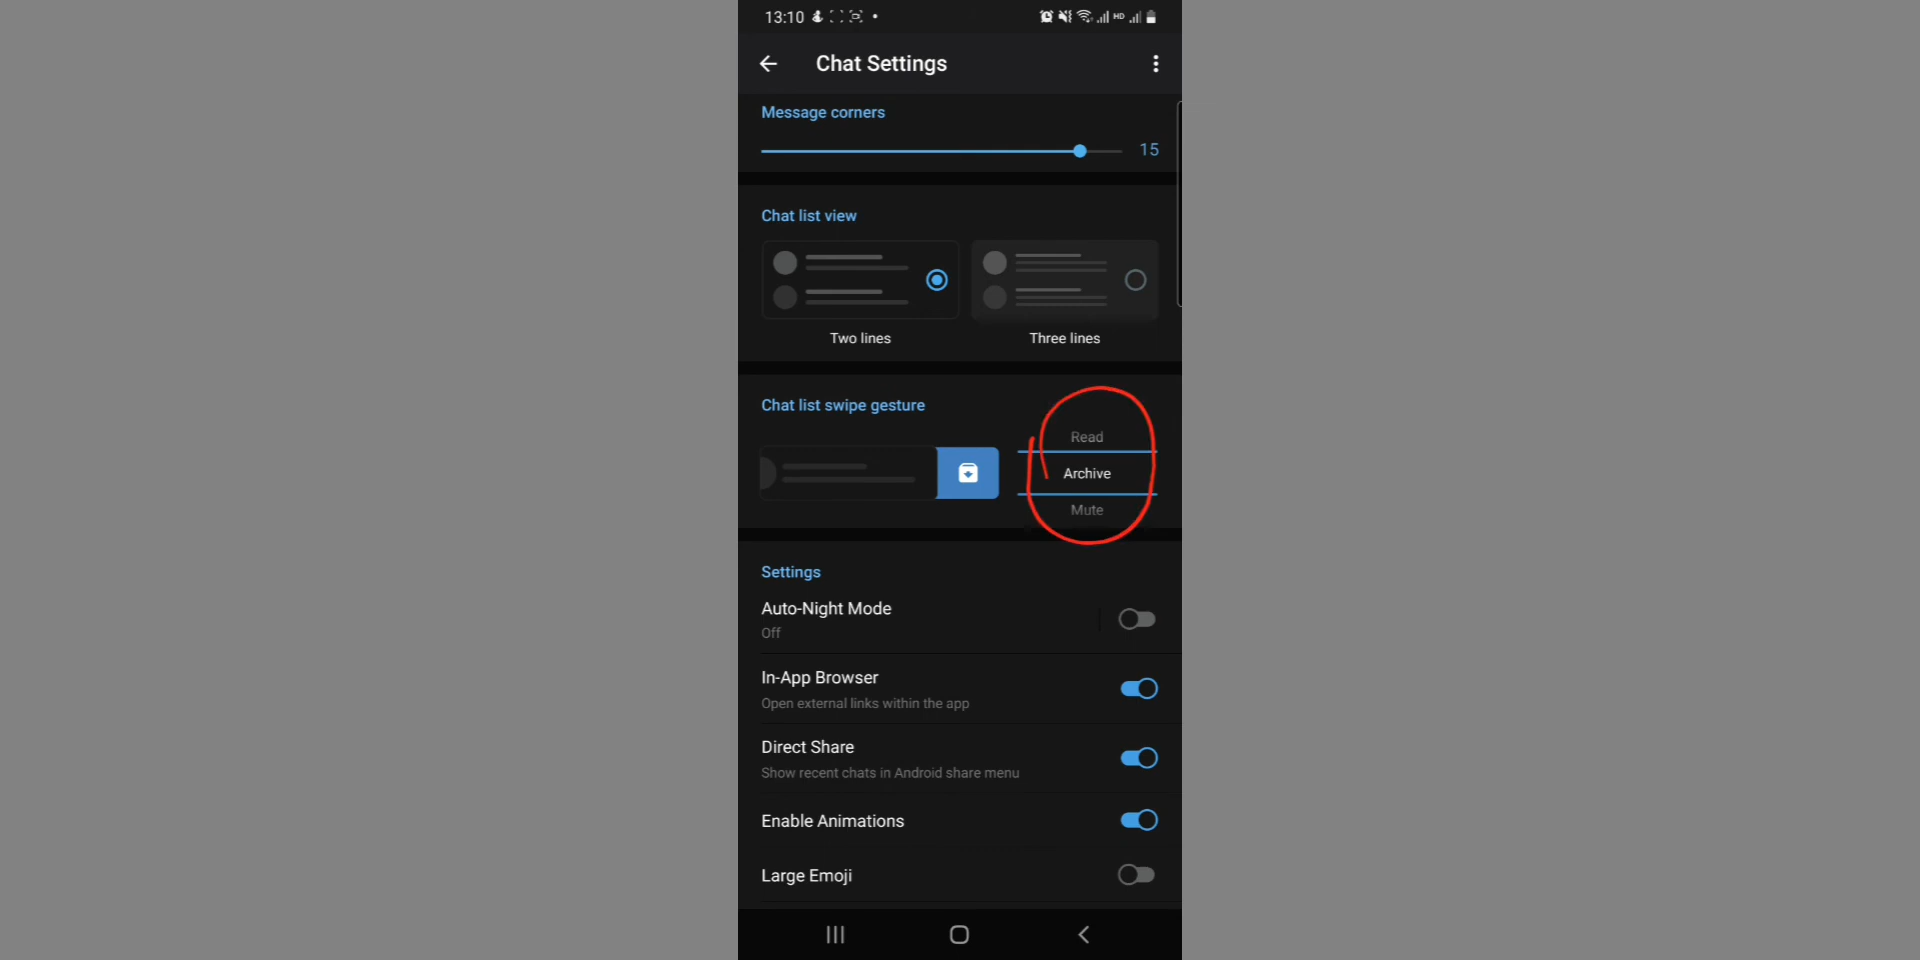 13:10
HD
Chat Settings
Message corners
15
Chat list view
Two lines
Three lines
Chat list swipe gesture
Read
Archive
Mute
Settings
Auto-Night Mode
Off
In-App Browser
Open external links within the app
Direct Share
Show recent chats in Android share menu
Enable Animations
Large Emoji